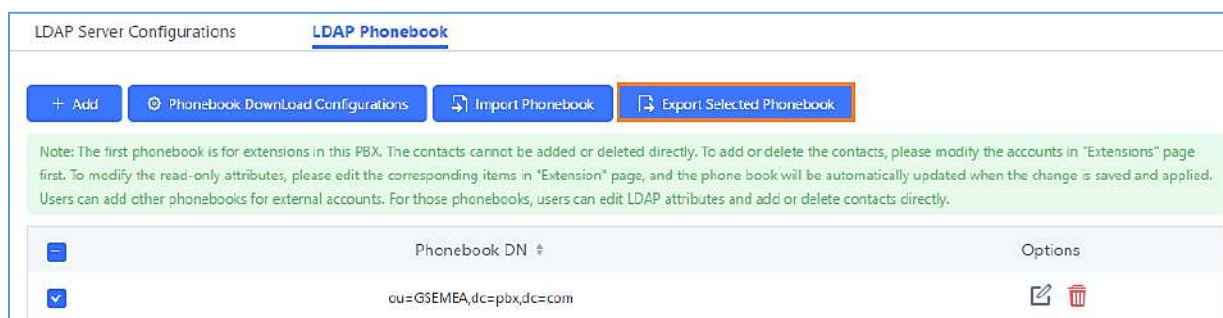 LDAP Server Configurations LDAP Phonebook
+ Add Phonebook DownLoad Configurations Import Phonebook Export Selected Phonebook
Note: The first phonebook is for extensions in this PBX. The contacts cannot be added or deleted directly. To add or delete the contacts, please modify the accounts in "Extensions" page
first. To modify the read-only attributes, please edit the corresponding items in "Extension" page, and the phone book will be automatically updated when the change is saved and applied.
Users can add other phonebooks for external accounts. For those phonebooks, users can edit LDAP attributes and add or delete contacts directly.
Phonebook DN Options
ou=GSEMEA,dc=pbx,dc=com